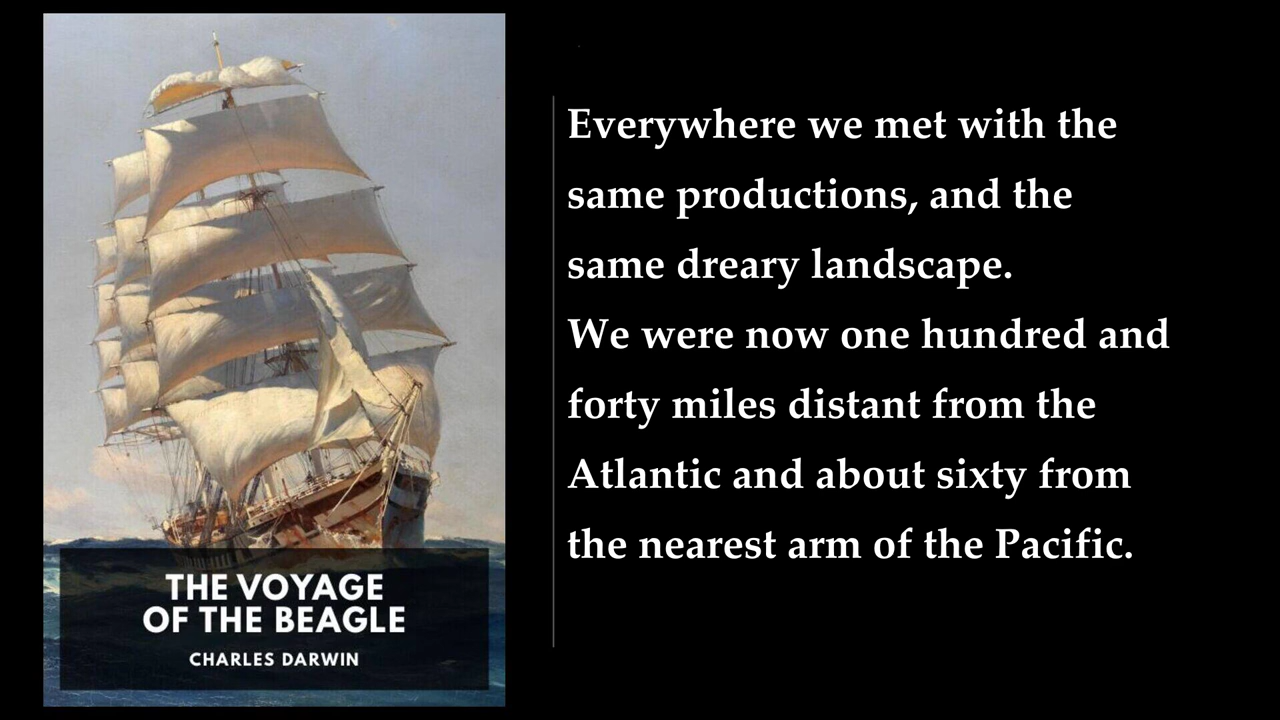 THE VOYAGE
OF THE BEAGLE
CHARLES DARWIN
Everywhere we met with the
same productions, and the
same dreary landscape.
We were now one hundred and
forty miles distant from the
Atlantic and about sixty from
the nearest arm of the Pacific.